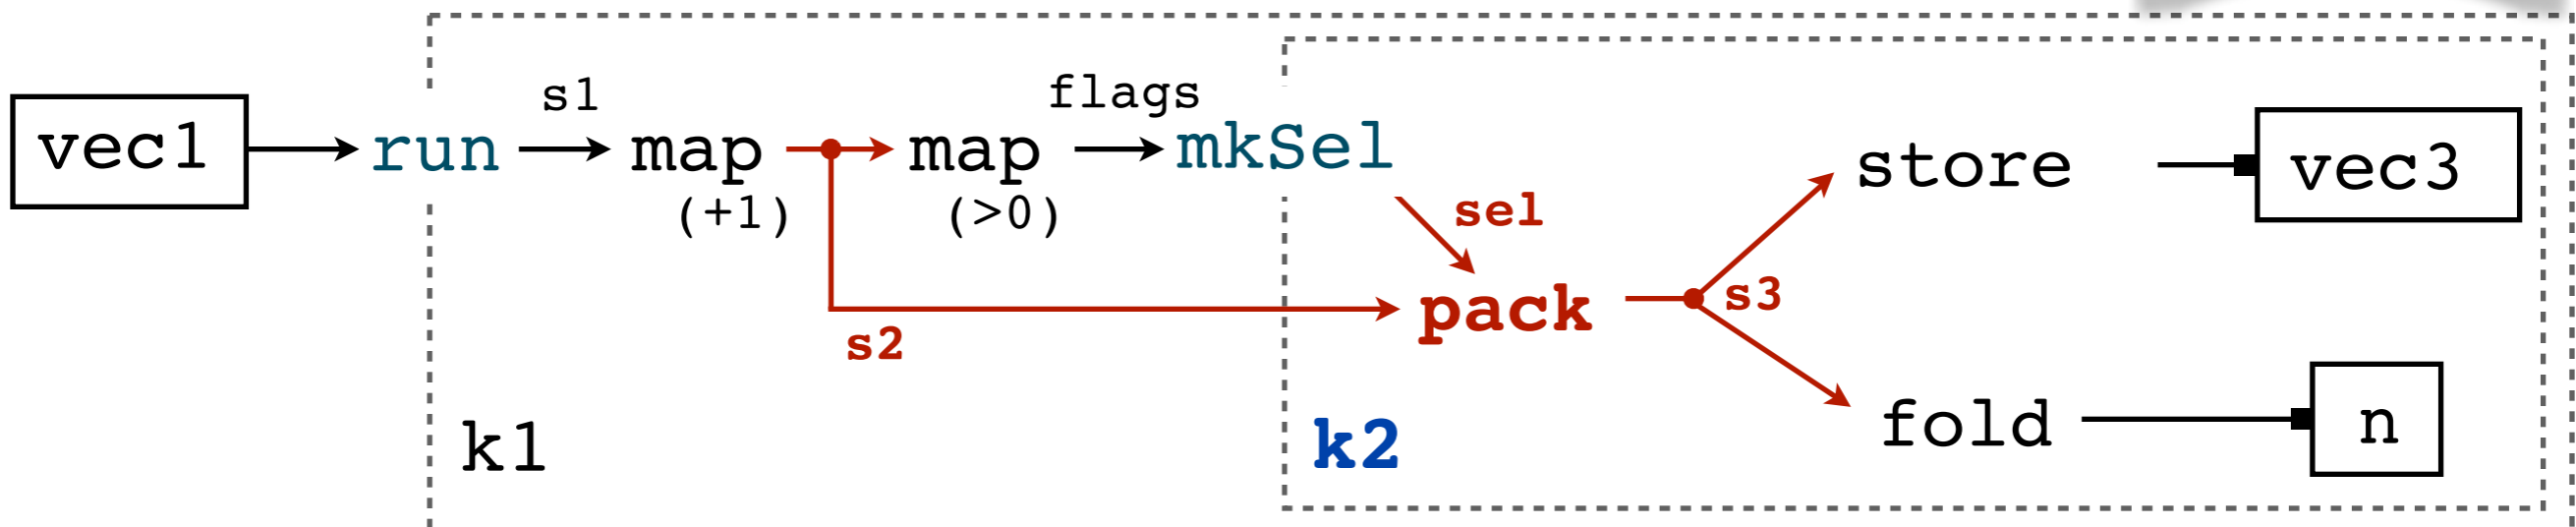 s1
flags
vec1
run
map
map
mkSel
store
vec3
(+1)
(>0)
sel
pack
s3
s2
k1
k2
fold
n